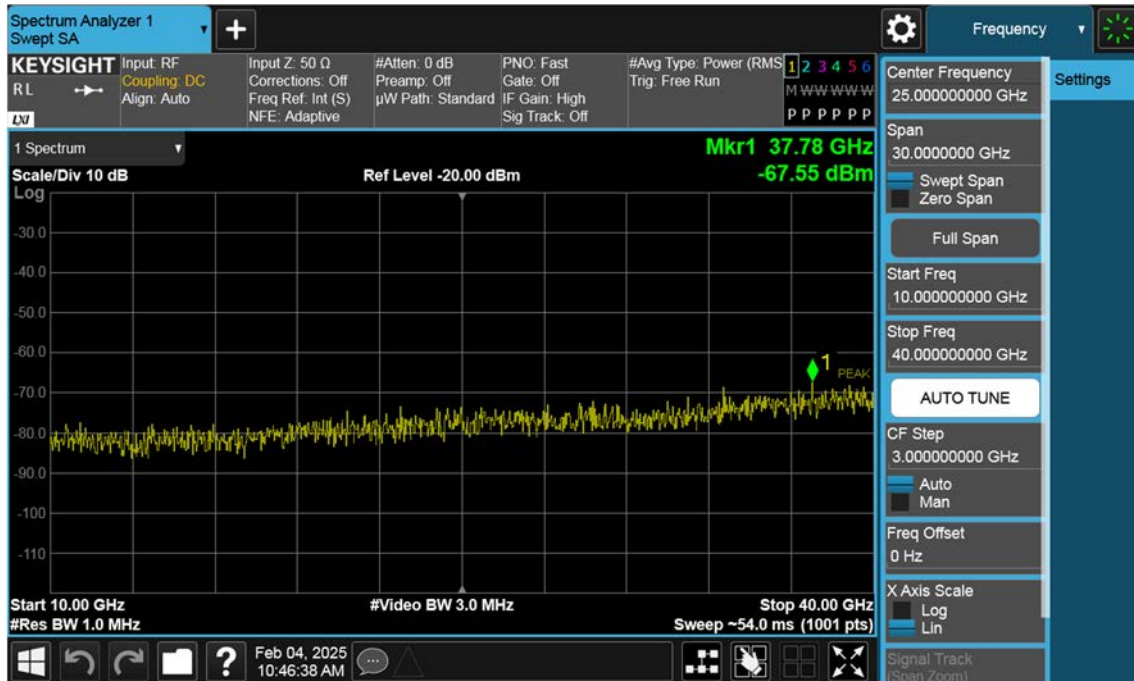 Spectrum Analyzer 1
Swept SA
+
Frequency
KEYSIGHT
RL
LXI
Input: RF
Coupling: DC
Align: Auto
Input Z: 50 Ω
Corrections: Off
Freq Ref: Int (S)
NFE: Adaptive
#Atten: 0 dB
Preamp: Off
µW Path: Standard
PNO: Fast
Gate: Off
IF Gain: High
Sig Track: Off
#Avg Type: Power (RMS
Trig: Free Run
1 2 3 4 5 6
M W W W W W
P P P P P P
1 Spectrum
Scale/Div 10 dB
Log
Ref Level -20.00 dBm
Mkr1 37.78 GHz
-67.55 dBm
-30.0
-40.0
-50.0
-60.0
-70.0
-80.0
-90.0
-100
-110
1
PEAK
Start 10.00 GHz
#Res BW 1.0 MHz
#Video BW 3.0 MHz
Stop 40.00 GHz
Sweep ~54.0 ms (1001 pts)
Center Frequency
25.000000000 GHz
Span
30.0000000 GHz
Swept Span
Zero Span
Full Span
Start Freq
10.000000000 GHz
Stop Freq
40.000000000 GHz
AUTO TUNE
CF Step
3.000000000 GHz
Auto
Man
Freq Offset
0 Hz
X Axis Scale
Log
Lin
Signal Track
(Span Zoom)
Settings
?
Feb 04, 2025
10:46:38 AM